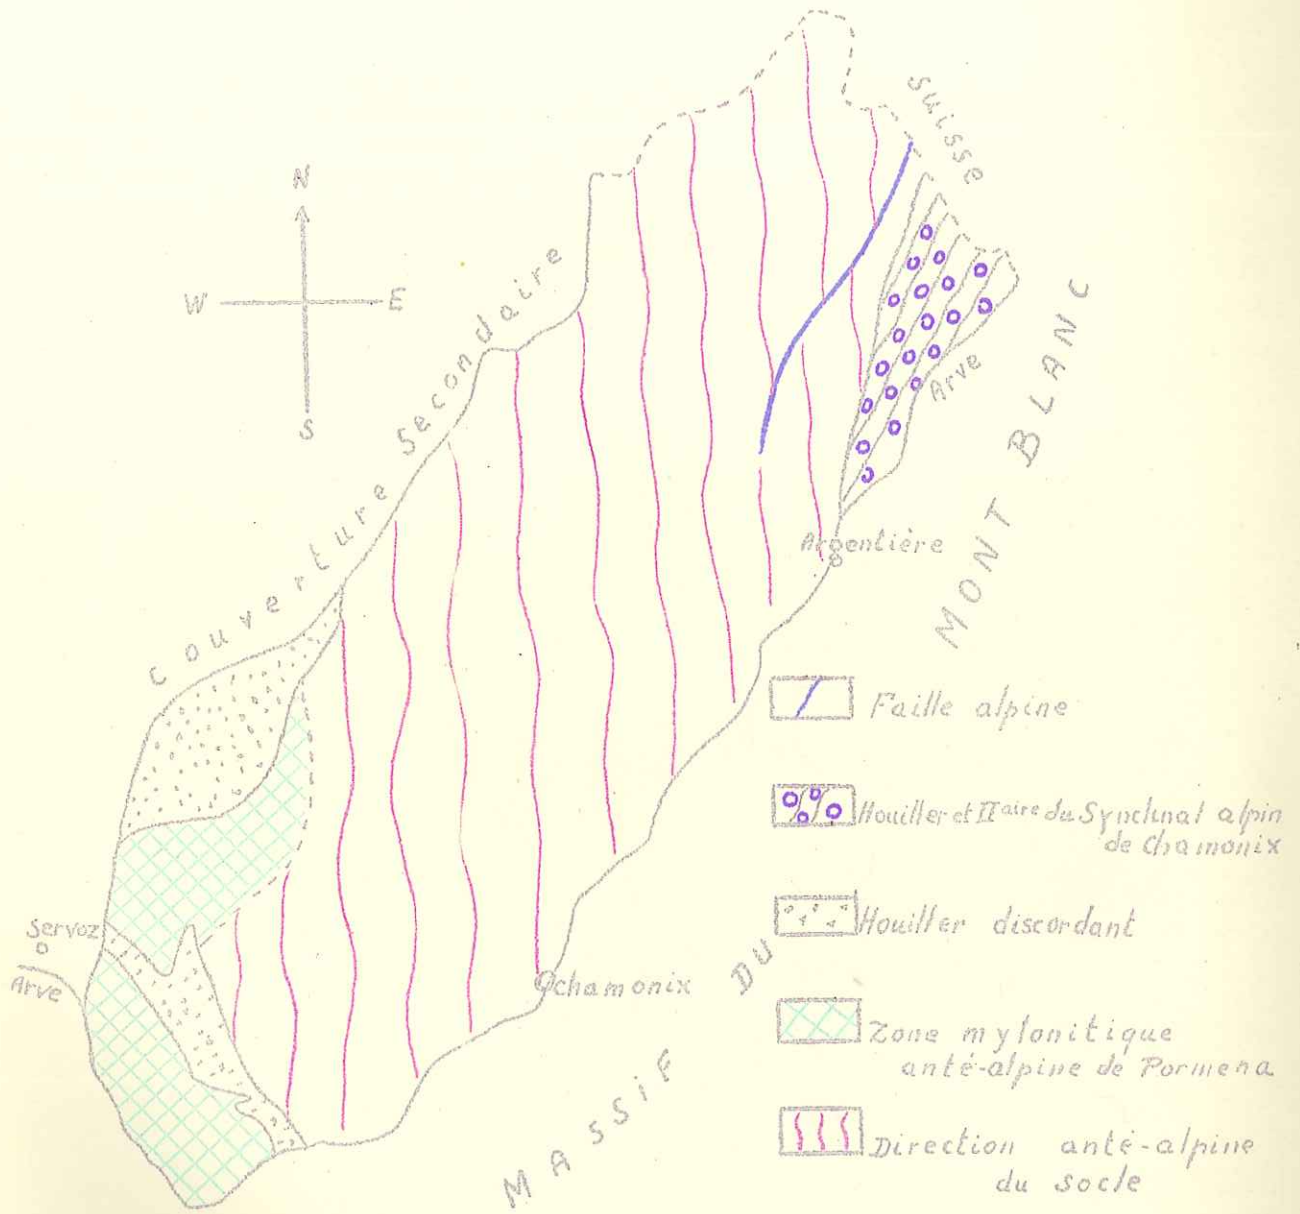 Suisse
N
W
E
S
Couverture Secondaire
Arve
MASSIF DU MONT BLANC
Argentière
Faille alpine
Houiller et IIaire du Synclinal alpin
de Chamonix
Servoz
Houiller discordant
Arve
Chamonix
Zone mylonitique
anté-alpine de Pormena
Direction anté-alpine
du socle